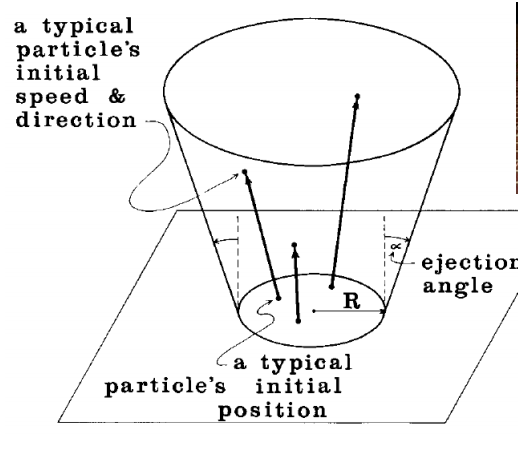 a typical
particle's
initial
speed &
direction
∝
ejection
angle
R
a typical
particle's initial
position